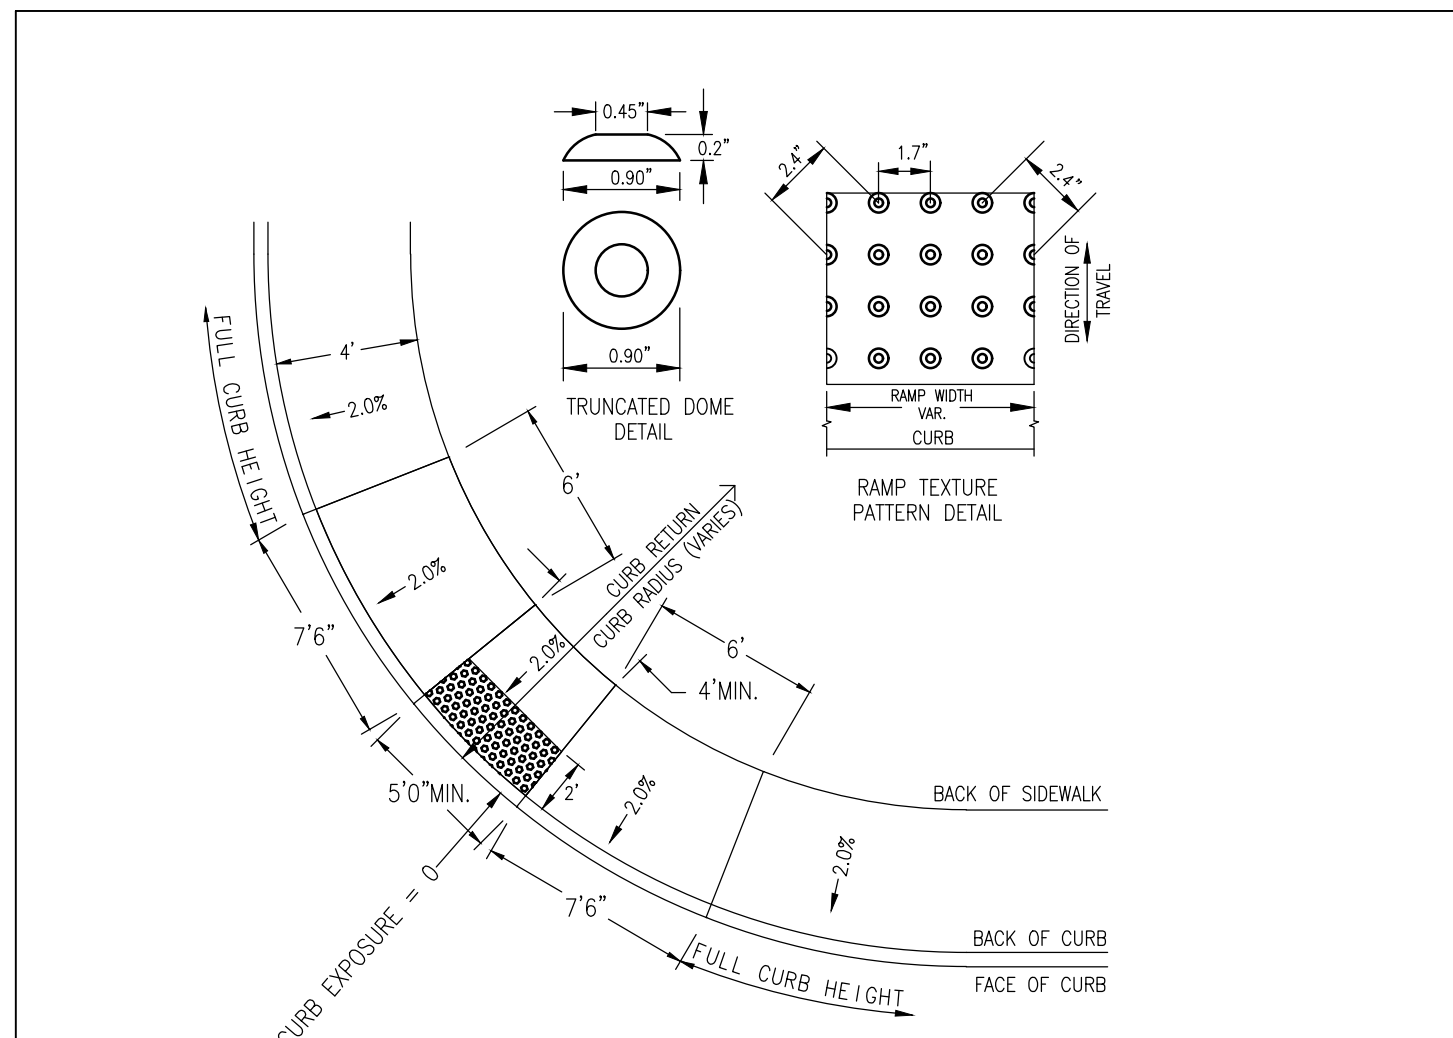 0.45"
0.2"
0.90"
0.90"
TRUNCATED DOME
DETAIL
2.4"
1.7"
2.4"
DIRECTION OF
TRAVEL
RAMP WIDTH
VAR.
CURB
RAMP TEXTURE
PATTERN DETAIL
FULL CURB HEIGHT
4'
2.0%
6'
CURB RETURN
CURB RADIUS (VARIES)
2.0%
7'6"
2.0%
6'
4'MIN.
5'0"MIN.
2'
2.0%
2.0%
BACK OF SIDEWALK
7'6"
CURB EXPOSURE = 0
FULL CURB HEIGHT
BACK OF CURB
FACE OF CURB